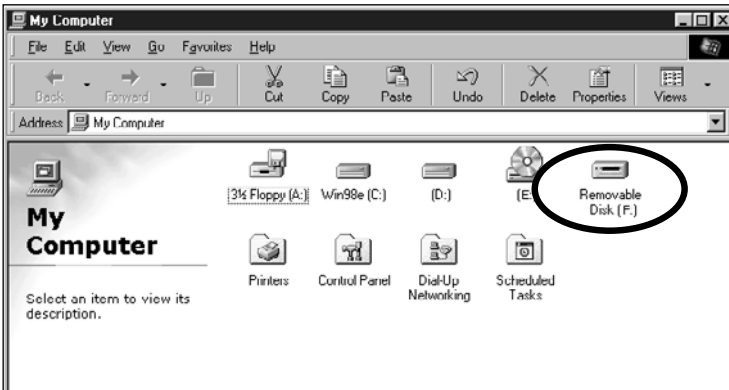 My Computer
File Edit View Go Favorites Help
Back Forward Up Cut Copy Paste Undo Delete Properties Views
Address My Computer
3½ Floppy (A:) Win98e (C:) (D:) (E: Removable
Disk (F:)
My
Computer
Printers Control Panel Dial-Up
Networking Scheduled
Tasks
Select an item to view its
description.